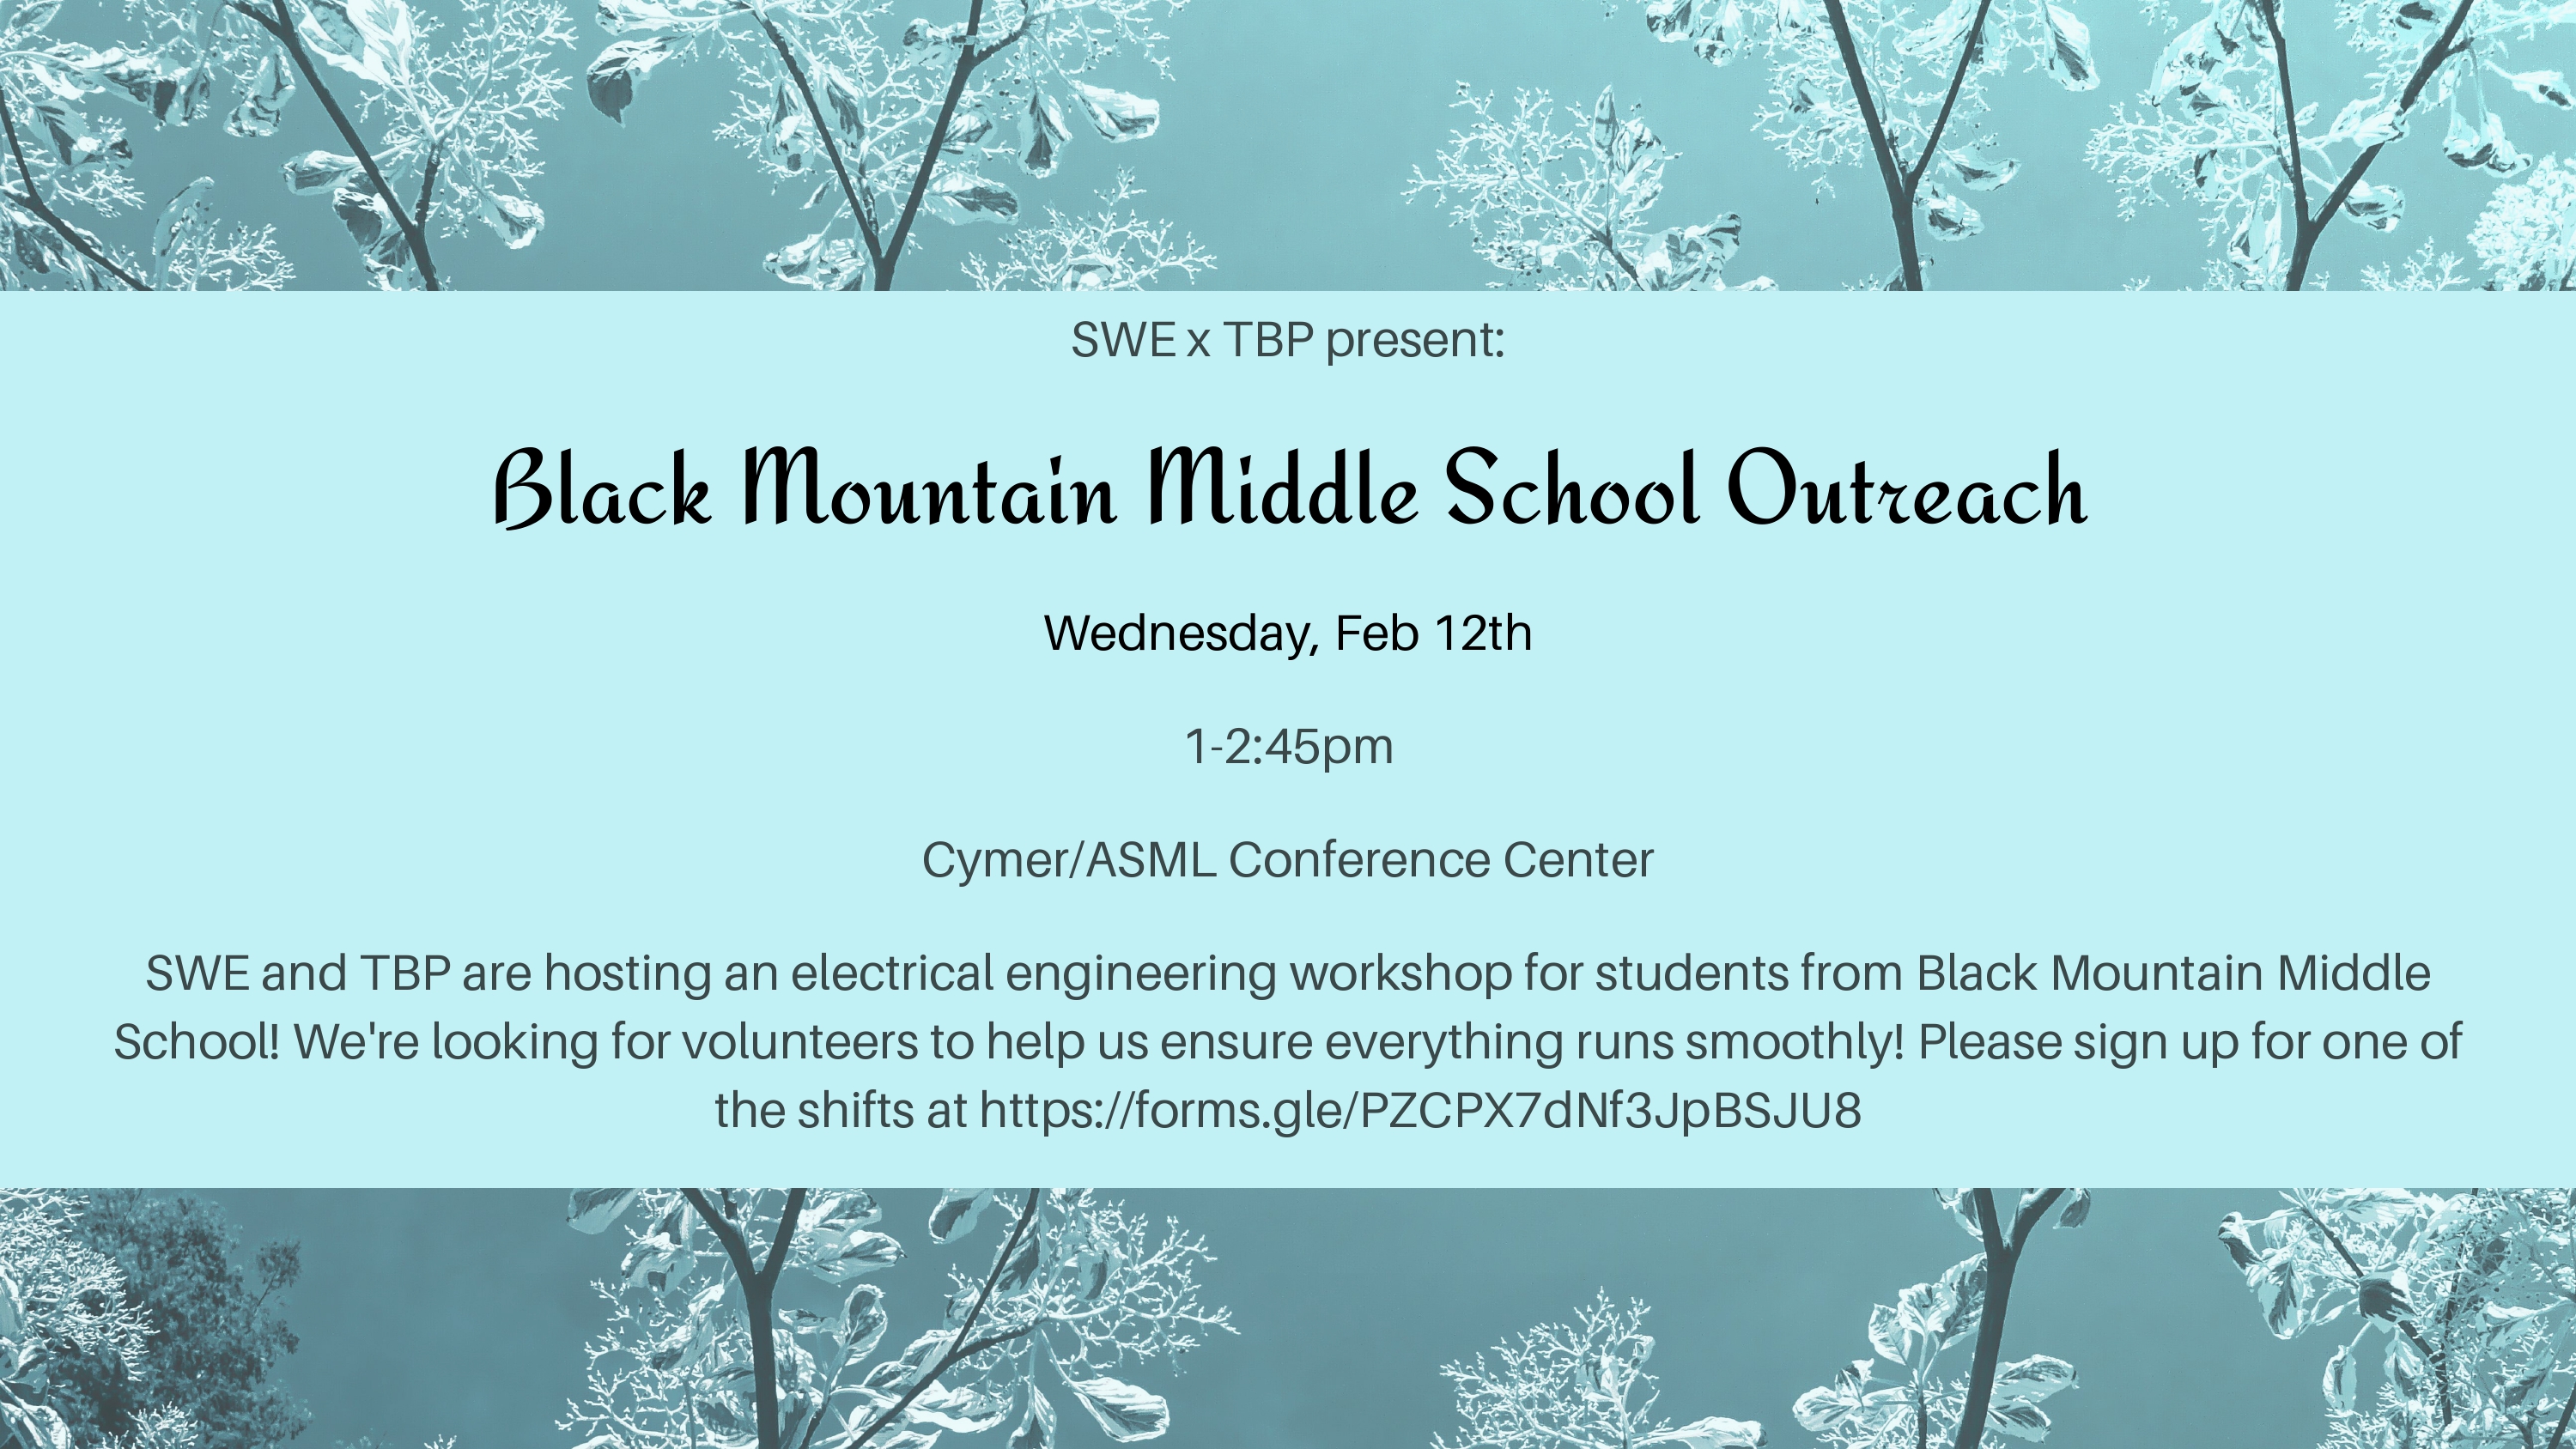 SWE x TBP present:
Black Mountain Middle School Outreach
Wednesday, Feb 12th
1-2:45pm
Cymer/ASML Conference Center
SWE and TBP are hosting an electrical engineering workshop for students from Black Mountain Middle
School! We're looking for volunteers to help us ensure everything runs smoothly! Please sign up for one of
the shifts at https://forms.gle/PZCPX7dNf3JpBSJU8